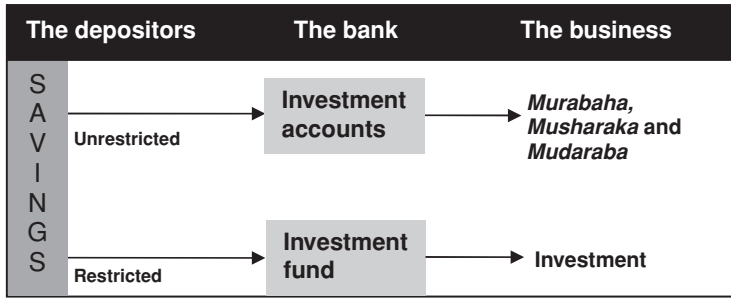 The depositors The bank The business
S
A
V
I
N
G
S
Unrestricted
Investment
accounts
Murabaha,
Musharaka and
Mudaraba
Restricted
Investment
fund
Investment